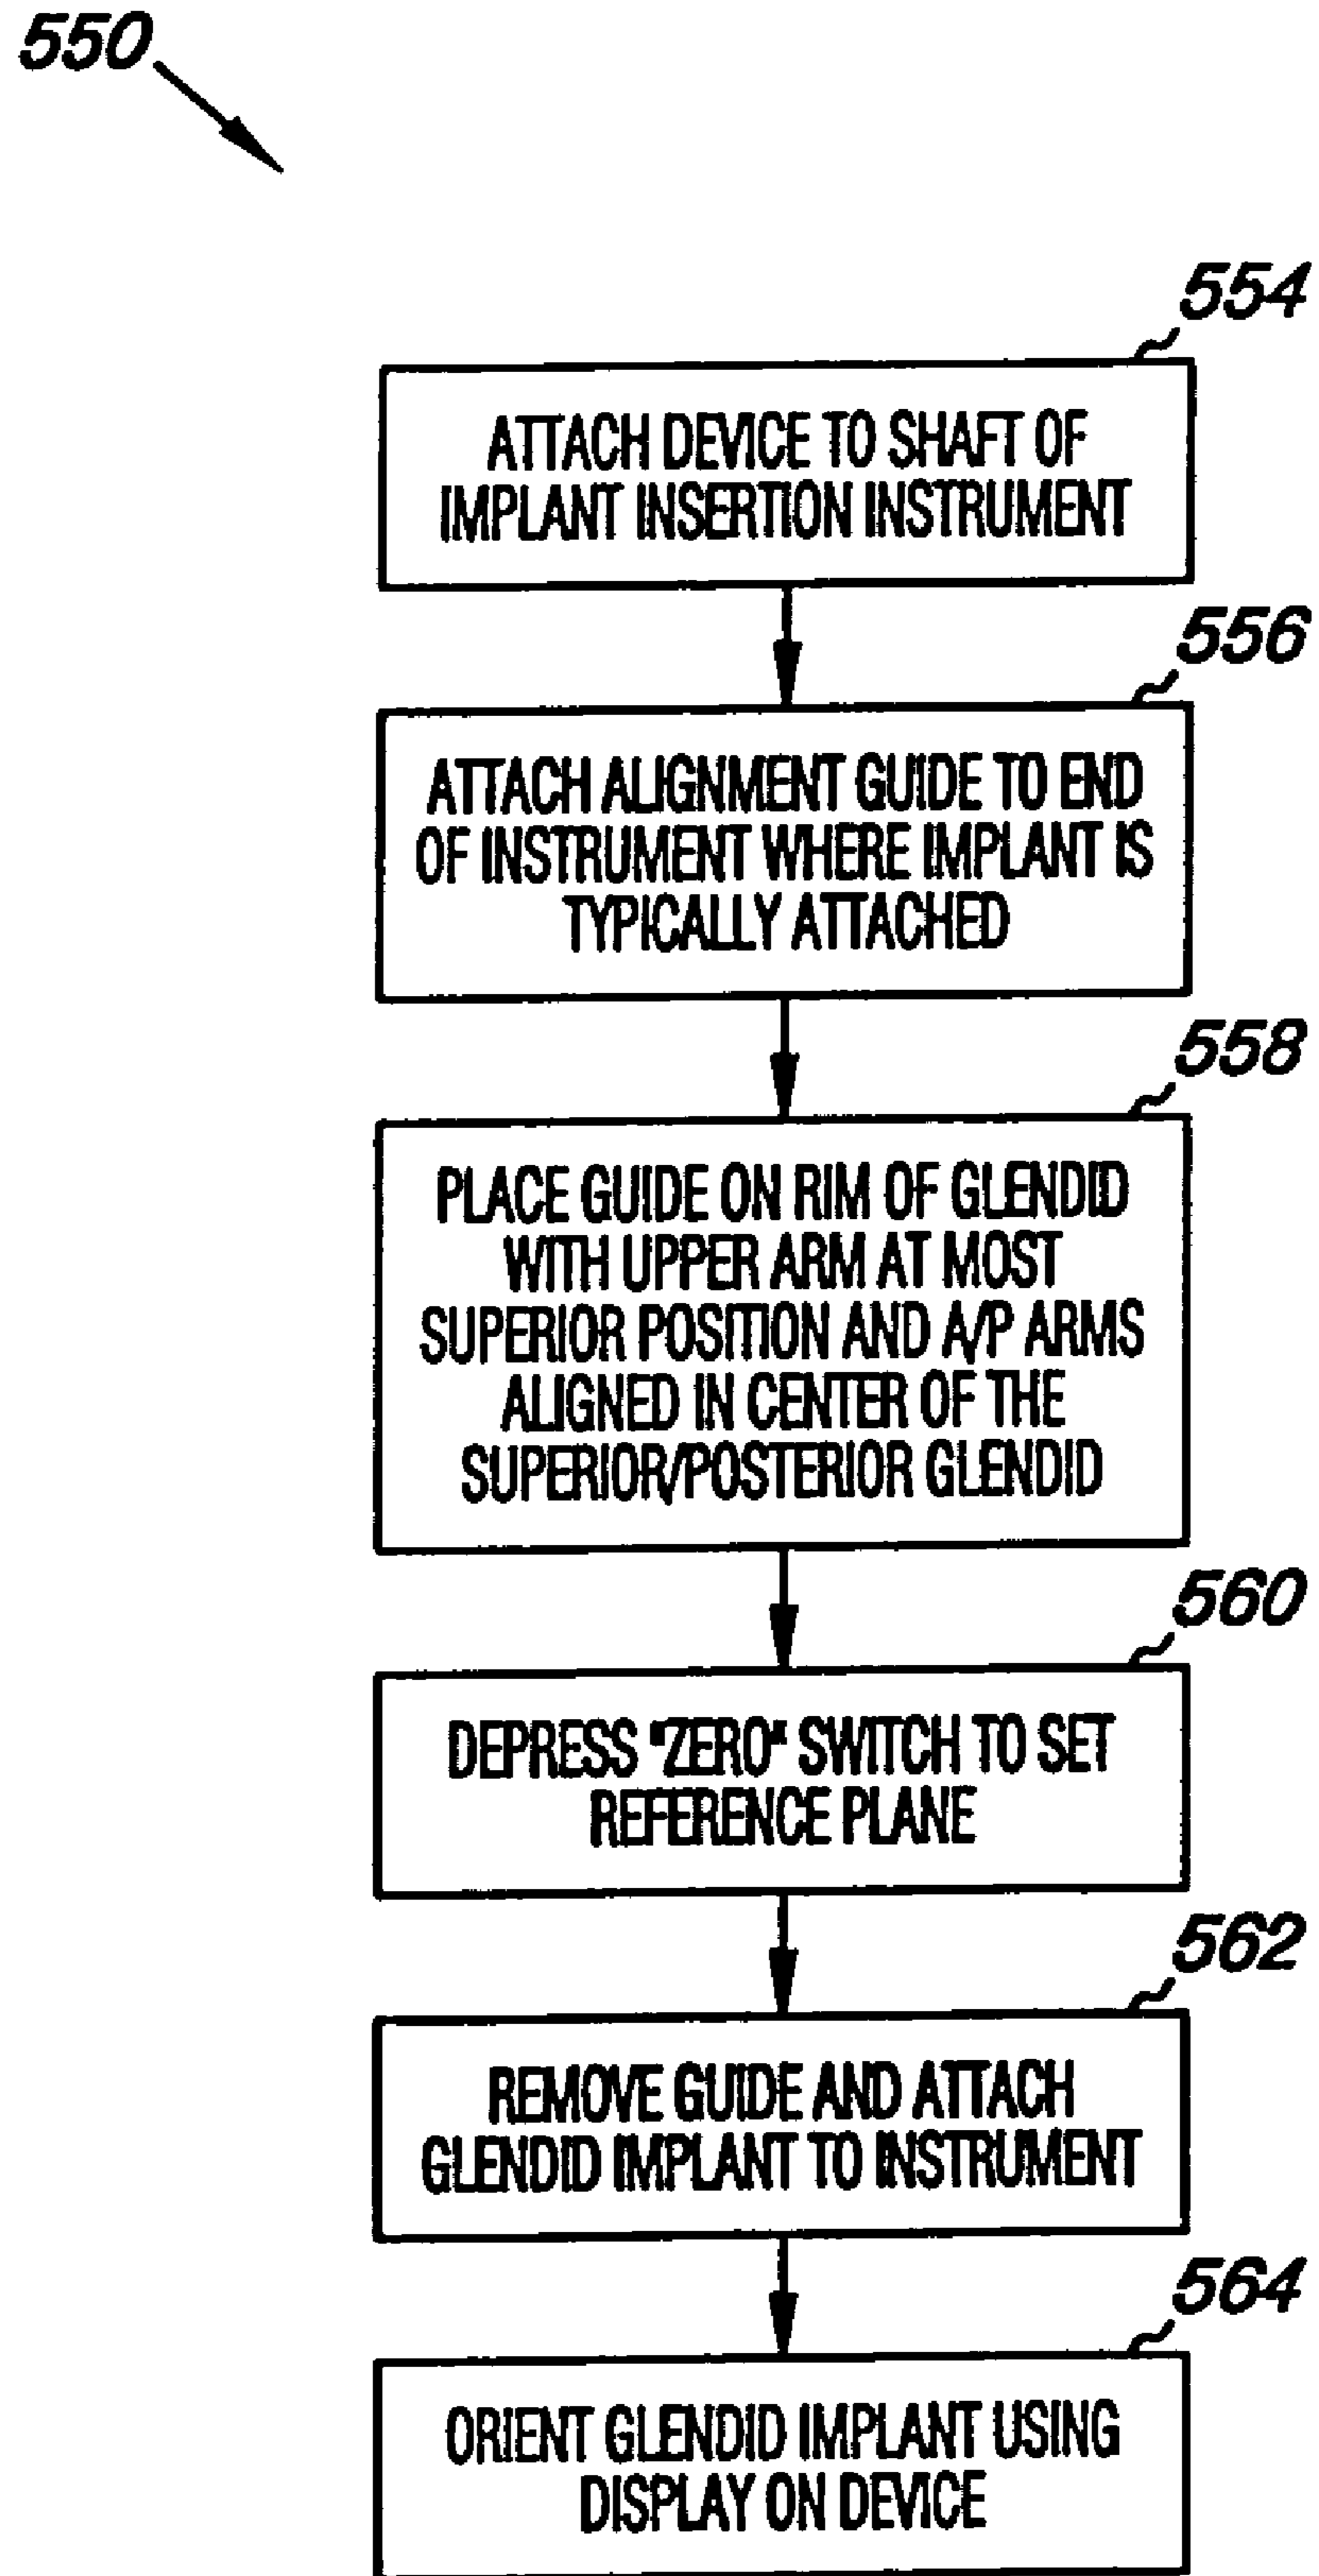 550
554
ATTACH DEVICE TO SHAFT OF
IMPLANT INSERTION INSTRUMENT
556
ATTACH ALIGNMENT GUIDE TO END
OF INSTRUMENT WHERE IMPLANT IS
TYPICALLY ATTACHED
558
PLACE GUIDE ON RIM OF GLENDID
WITH UPPER ARM AT MOST
SUPERIOR POSITION AND A/P ARMS
ALIGNED IN CENTER OF THE
SUPERIOR/POSTERIOR GLENDID
560
DEPRESS "ZERO" SWITCH TO SET
REFERENCE PLANE
562
REMOVE GUIDE AND ATTACH
GLENDID IMPLANT TO INSTRUMENT
564
ORIENT GLENDID IMPLANT USING
DISPLAY ON DEVICE